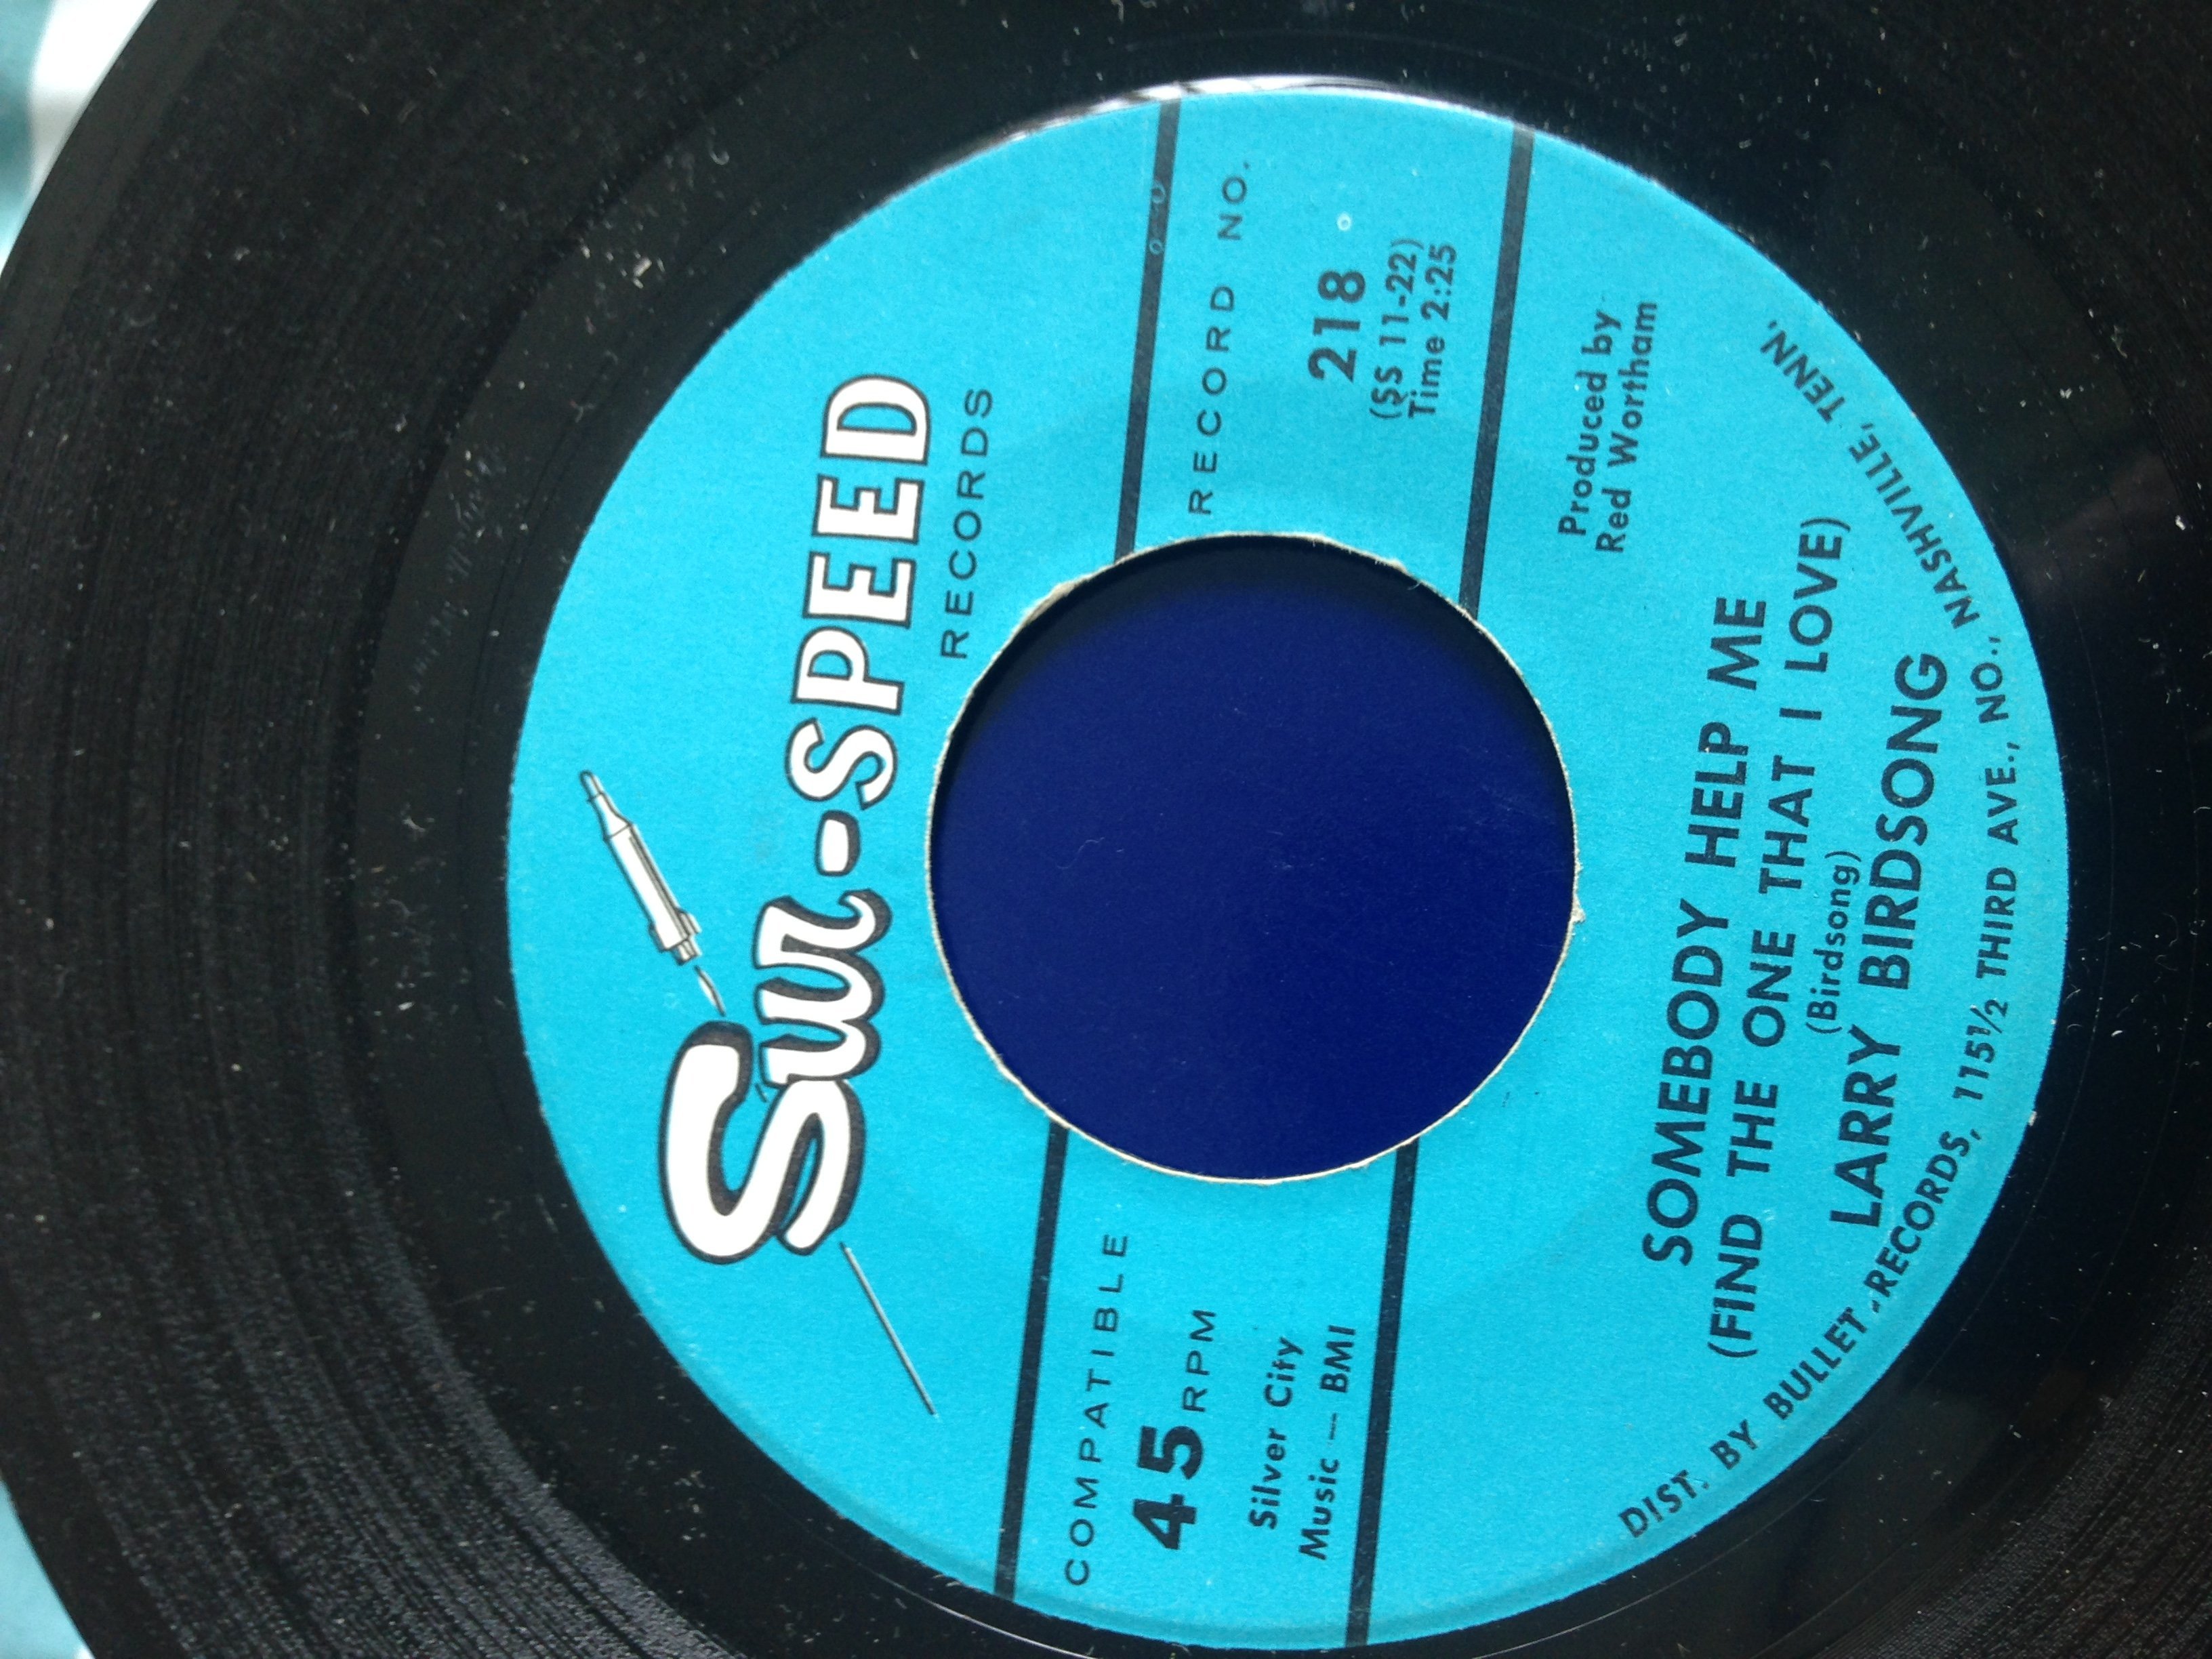 Sur-SPEED
RECORDS
COMPATIBLE
45 RPM
Silver City
Music — BMI
RECORD NO.
218
(SS 11-22)
Time 2:25
Produced by
Red Wortham
SOMEBODY HELP ME
(FIND THE ONE THAT I LOVE)
(Birdsong)
LARRY BIRDSONG
DIST. BY BULLET RECORDS, 115½ THIRD AVE., NO., NASHVILLE, TENN.